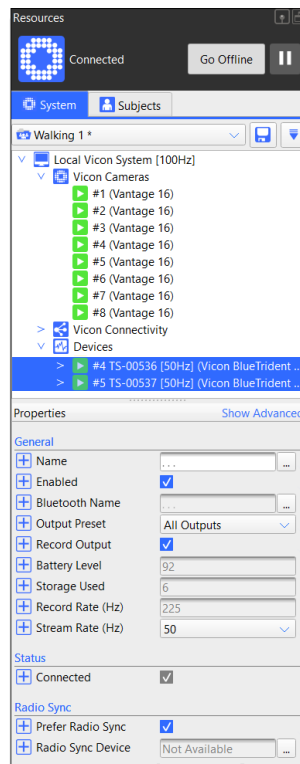 Resources
Connected
Go Offline
System
Subjects
Walking 1 *
Local Vicon System [100Hz]
Vicon Cameras
#1 (Vantage 16)
#2 (Vantage 16)
#3 (Vantage 16)
#4 (Vantage 16)
#5 (Vantage 16)
#6 (Vantage 16)
#7 (Vantage 16)
#8 (Vantage 16)
Vicon Connectivity
Devices
#4 TS-00536 [50Hz] (Vicon BlueTrident ...
#5 TS-00537 [50Hz] (Vicon BlueTrident ...
Properties Show Advanced
General
Name ... ...
Enabled
Bluetooth Name ... ...
Output Preset All Outputs
Record Output
Battery Level 92
Storage Used 6
Record Rate (Hz) 225
Stream Rate (Hz) 50
Status
Connected
Radio Sync
Prefer Radio Sync
Radio Sync Device Not Available ...